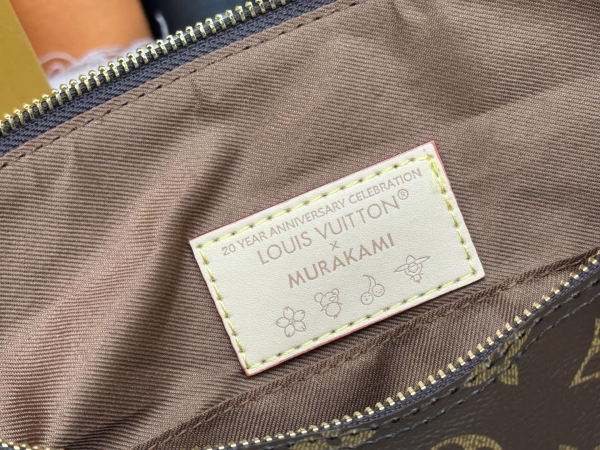 20 YEAR ANNIVERSARY CELEBRATION
LOUIS VUITTON®
×
MURAKAMI